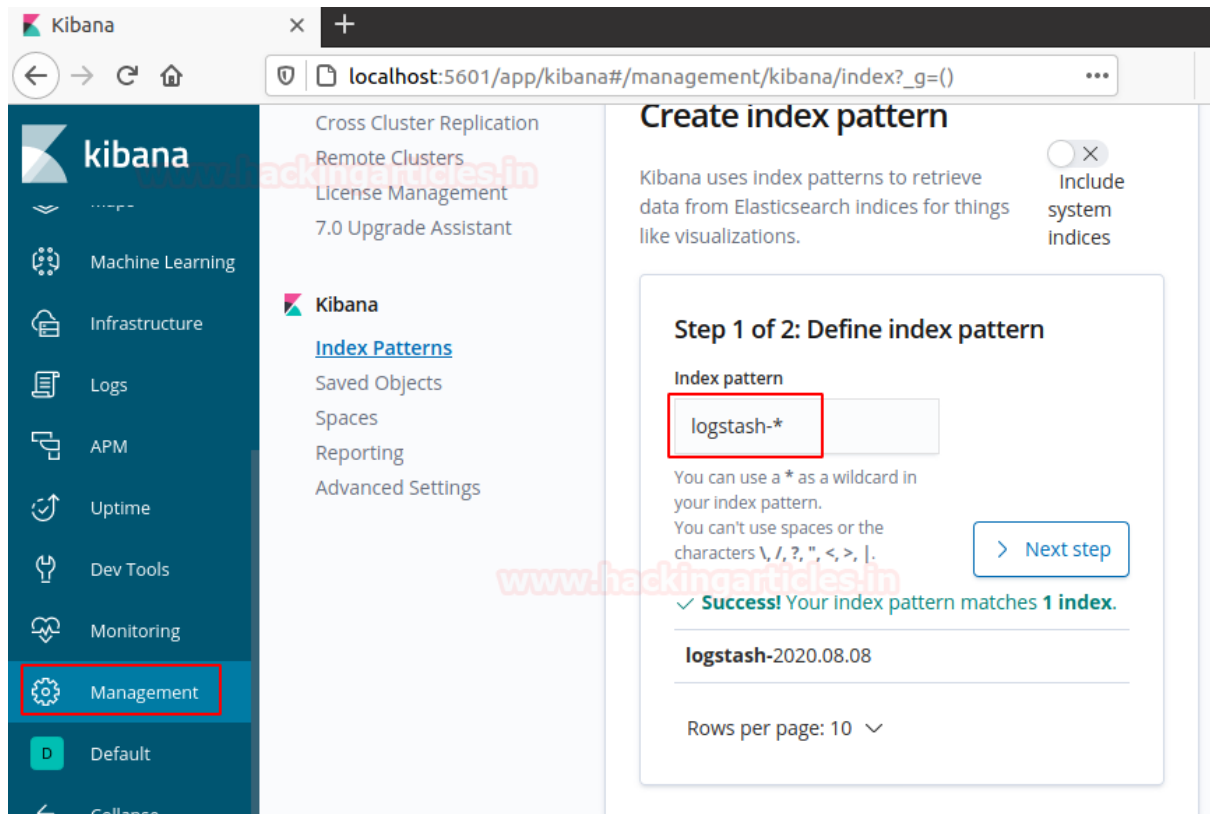 Kibana
localhost:5601/app/kibana#/management/kibana/index?_g=()
kibana
Machine Learning
Infrastructure
Logs
APM
Uptime
Dev Tools
Monitoring
Management
D
Default
Cross Cluster Replication
Remote Clusters
License Management
7.0 Upgrade Assistant
Kibana
Index Patterns
Saved Objects
Spaces
Reporting
Advanced Settings
Create index pattern
Kibana uses index patterns to retrieve
data from Elasticsearch indices for things
like visualizations.
Include
system
indices
Step 1 of 2: Define index pattern
Index pattern
logstash-*
You can use a * as a wildcard in
your index pattern.
You can't use spaces or the
characters \, /, ?, ", <, >, |.
Next step
Success! Your index pattern matches 1 index.
logstash-2020.08.08
Rows per page: 10
www.hackingarticles.in
www.hackingarticles.in